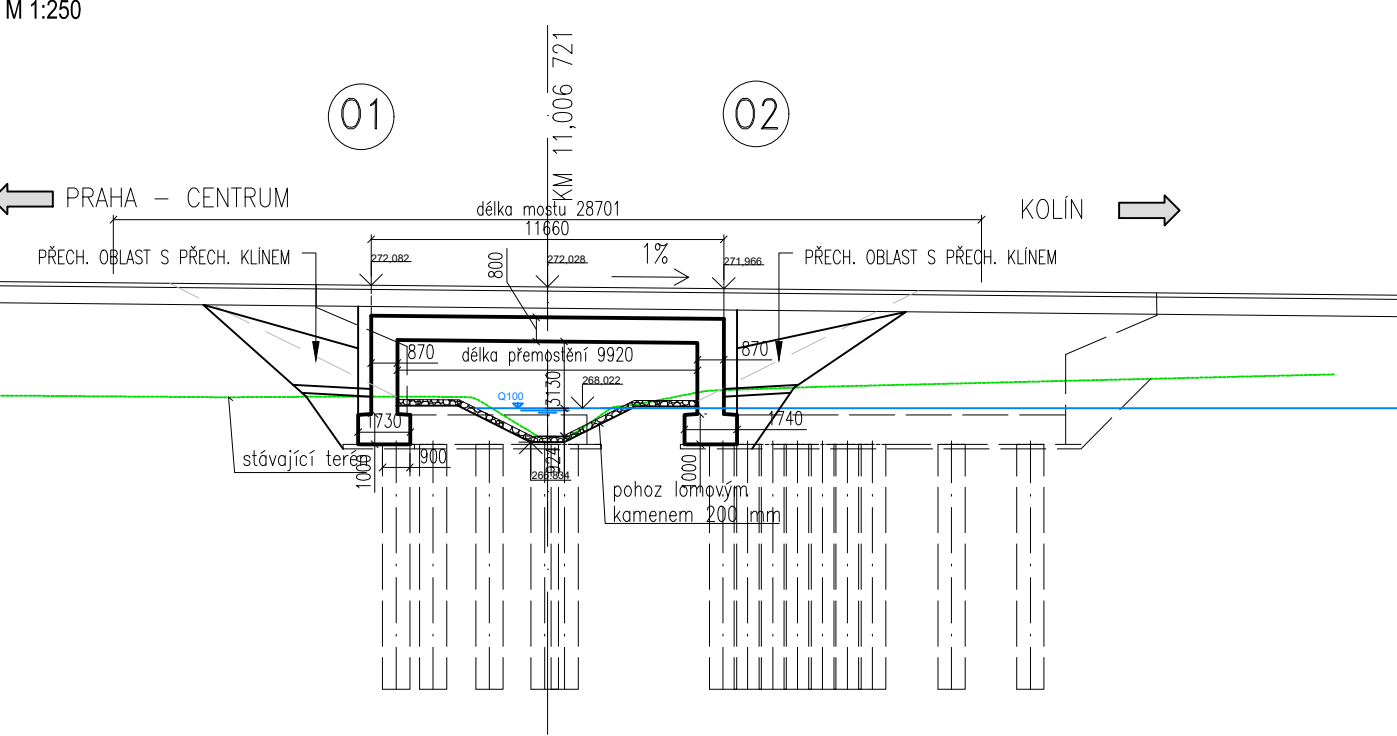 M 1:250
KM 11,006 721
01
02
PRAHA – CENTRUM
KOLÍN
délka mostu 28701
11660
PŘECH. OBLAST S PŘECH. KLÍNEM
272,082
800
272,028
1%
271,966
PŘECH. OBLAST S PŘECH. KLÍNEM
870
délka přemostění 9920
870
3130
268,022
Q100
1730
1740
stávající terén
1000
900
924
1000
pohoz lomovým
kamenem 200 mm